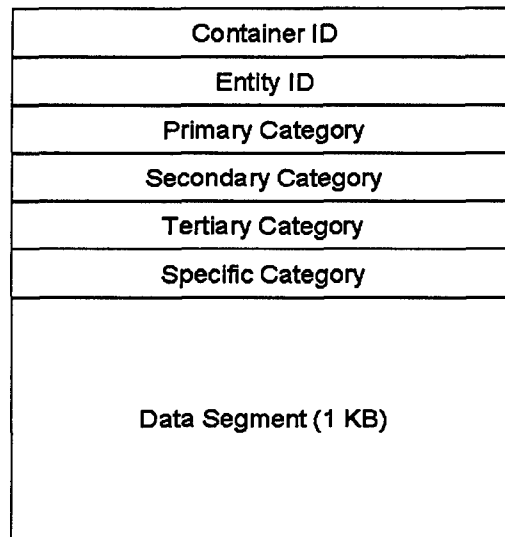 Container ID
Entity ID
Primary Category
Secondary Category
Tertiary Category
Specific Category
Data Segment (1 KB)